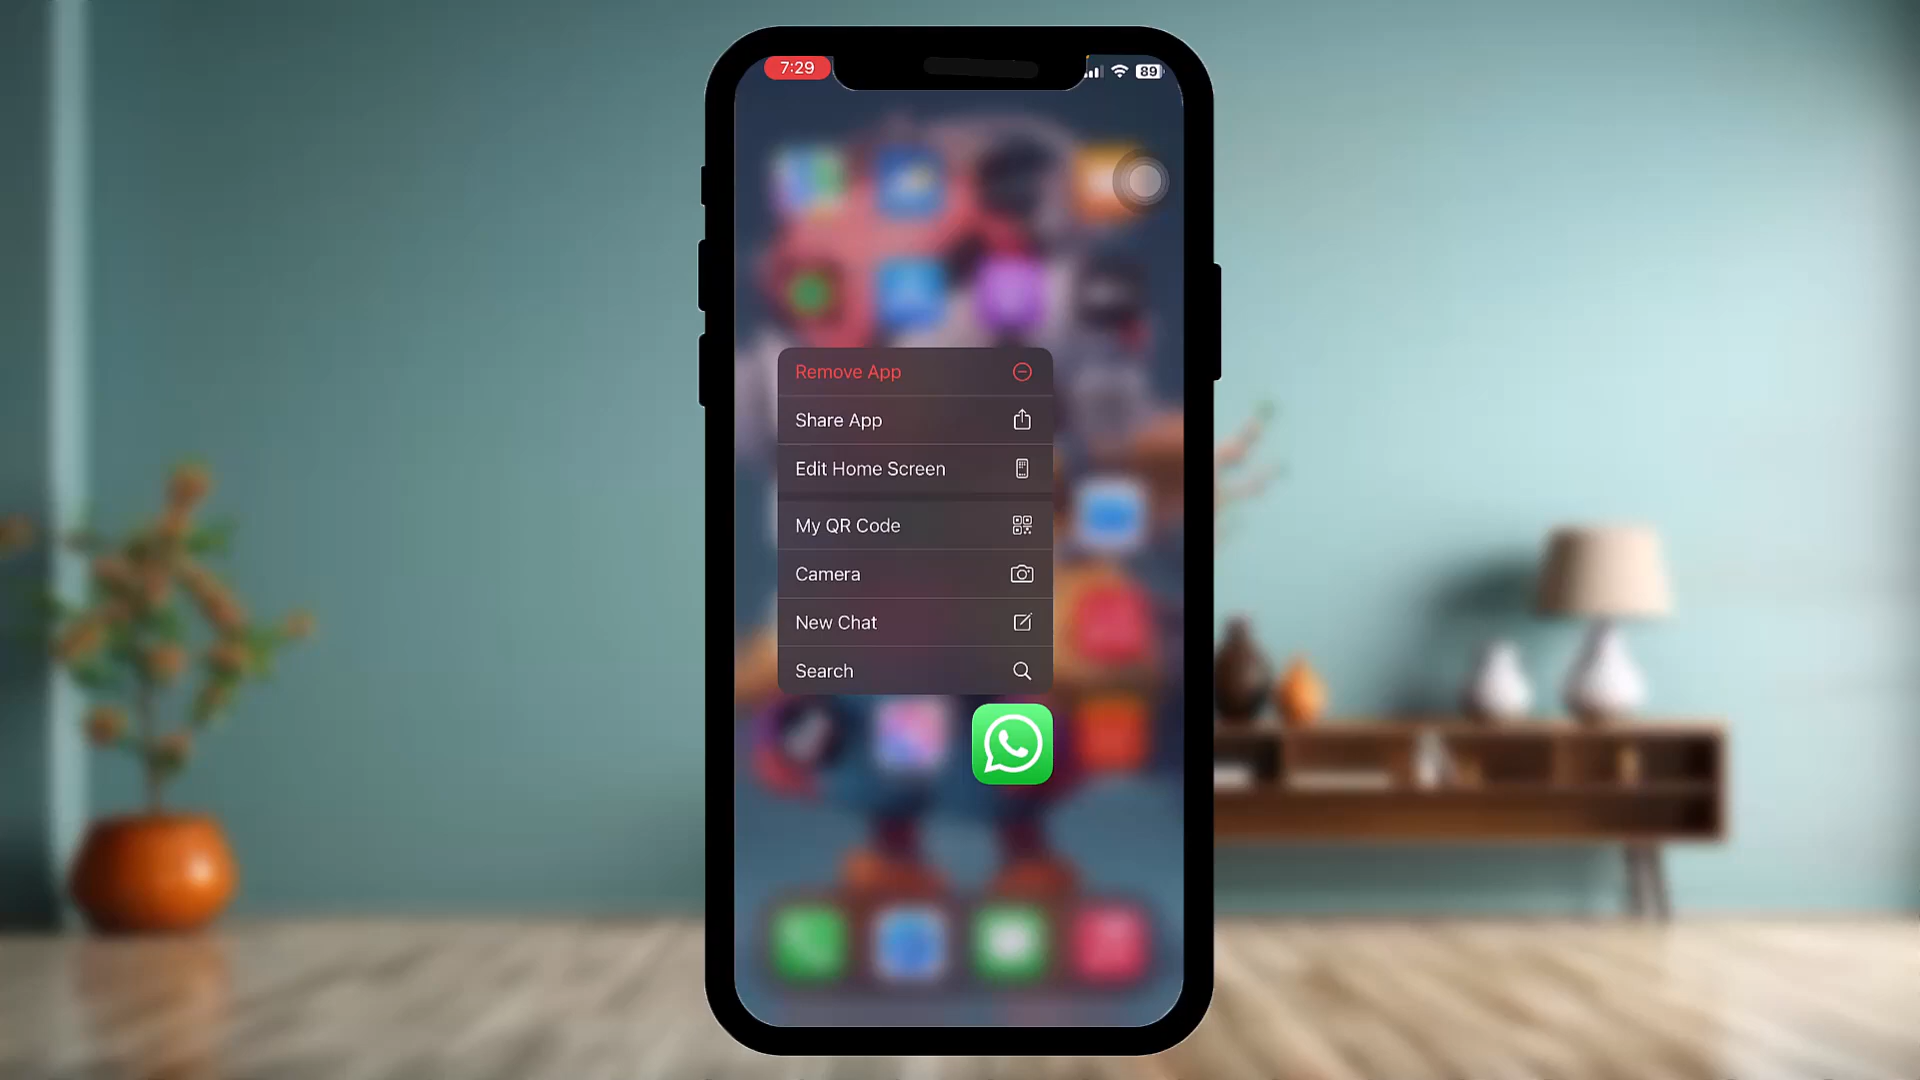 7:29
89
Remove App
Share App
Edit Home Screen
My QR Code
Camera
New Chat
Search